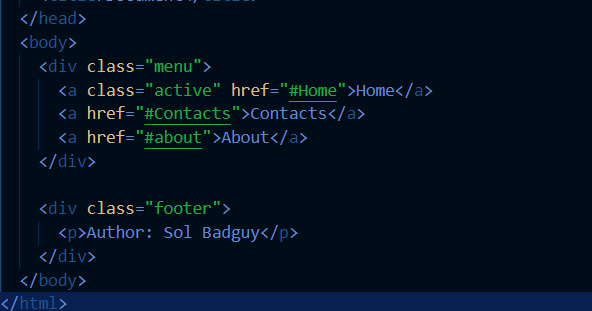 </head>
<body>
<div class="menu">
<a class="active" href="#Home">Home</a>
<a href="#Contacts">Contacts</a>
<a href="#about">About</a>
</div>
<div class="footer">
<p>Author: Sol Badguy</p>
</div>
</body>
</html>